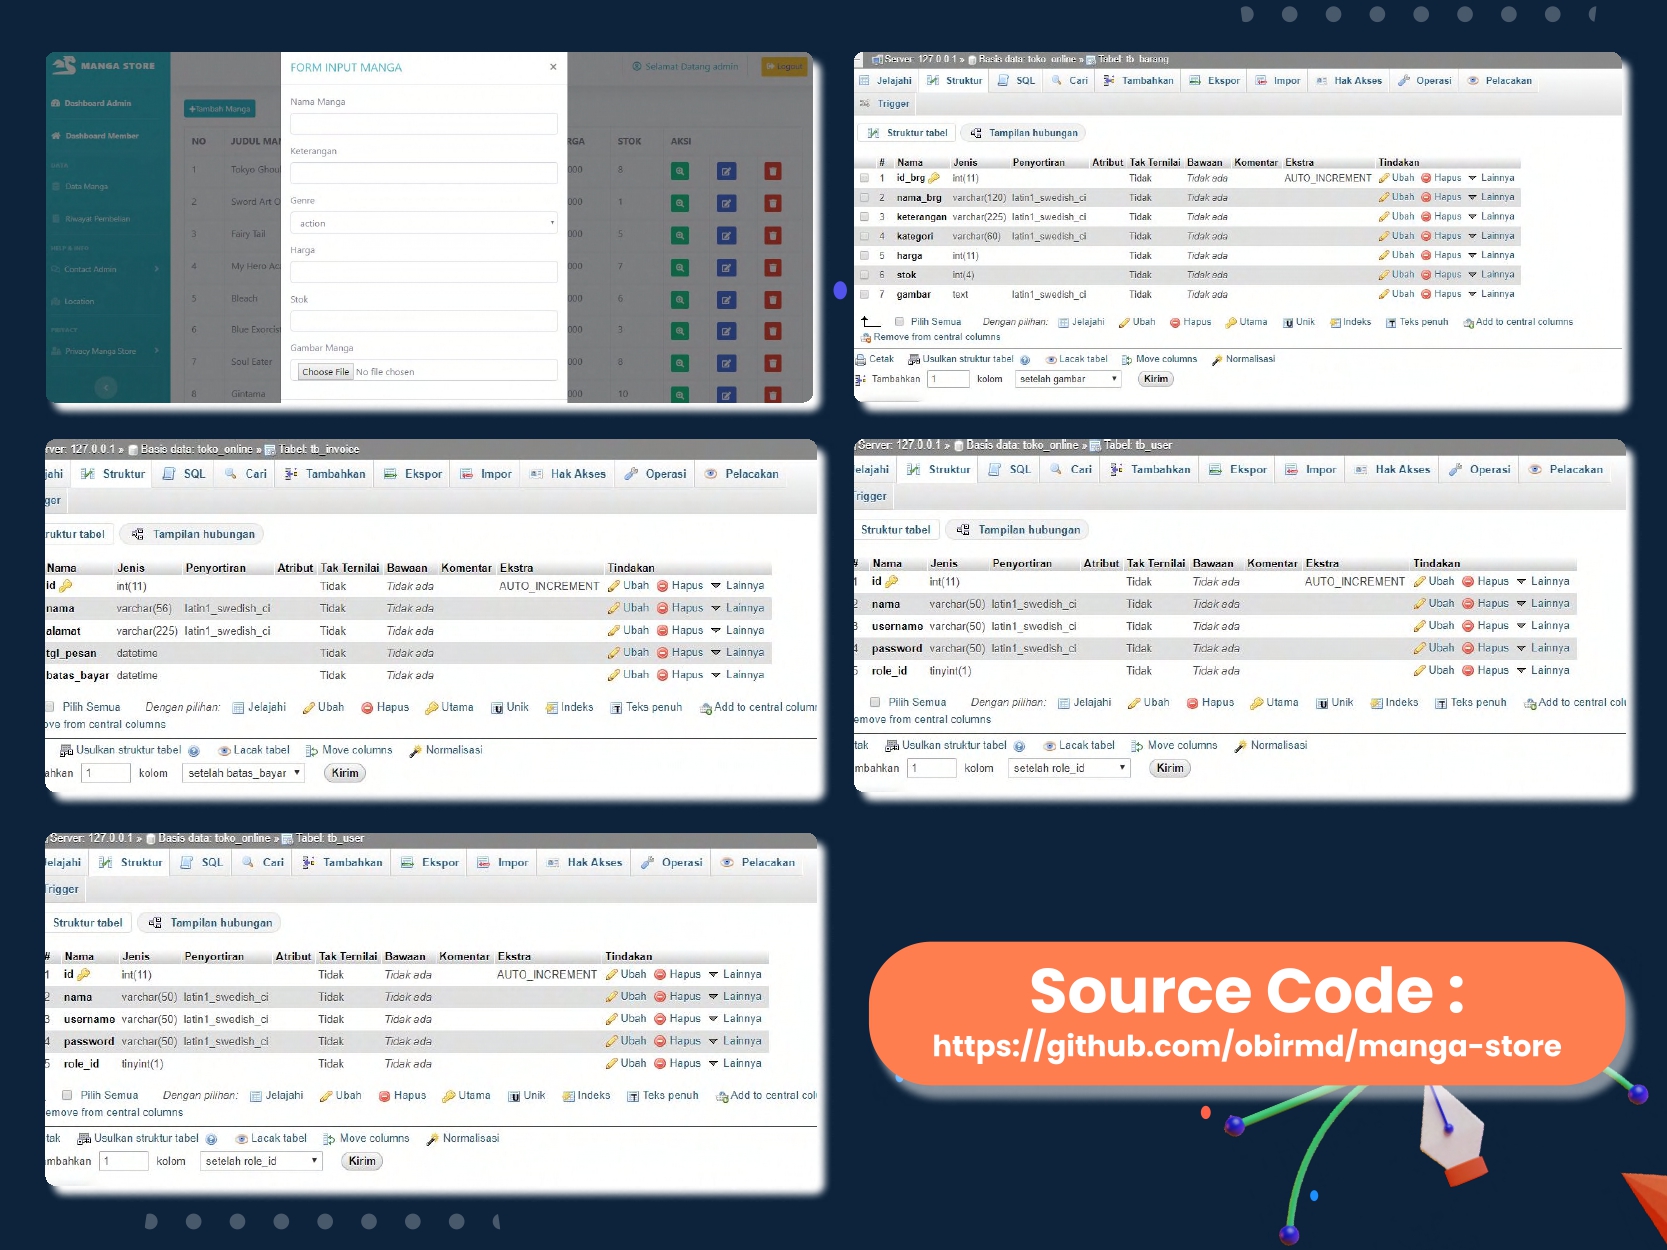 MANGA STORE
Dashboard Admin
Dashboard Member
DATA
Data Manga
Riwayat Pembelian
HELP & INFO
Contact Admin
Location
PRIVACY
Privacy Manga Store
Selamat Datang admin
Logout
+Tambah Manga
NO JUDUL MA RGA STOK AKSI
1 Tokyo Ghou 000 8
2 Sword Art O 1
3 Fairy Tail 000 5
4 My Hero Ac 000 7
5 Bleach 000 6
6 Blue Exorcis 000 3
7 Soul Eater 000 8
8 Gintama 000 10
FORM INPUT MANGA ×
Nama Manga
Keterangan
Genre
action
Harga
Stok
Gambar Manga
Choose File No file chosen
Server: 127.0.0.1 » Basis data: toko_online » Tabel: tb_barang
Jelajahi Struktur SQL Cari Tambahkan Ekspor Impor Hak Akses Operasi Pelacakan
Trigger
Struktur tabel Tampilan hubungan
# Nama Jenis Penyortiran Atribut Tak Ternilai Bawaan Komentar Ekstra Tindakan
1 id_brg int(11) Tidak Tidak ada AUTO_INCREMENT Ubah Hapus Lainnya
2 nama_brg varchar(120) latin1_swedish_ci Tidak Tidak ada Ubah Hapus Lainnya
3 keterangan varchar(225) latin1_swedish_ci Tidak Tidak ada Ubah Hapus Lainnya
4 kategori varchar(60) latin1_swedish_ci Tidak Tidak ada Ubah Hapus Lainnya
5 harga int(11) Tidak Tidak ada Ubah Hapus Lainnya
6 stok int(4) Tidak Tidak ada Ubah Hapus Lainnya
7 gambar text latin1_swedish_ci Tidak Tidak ada Ubah Hapus Lainnya
Pilih Semua Dengan pilihan: Jelajahi Ubah Hapus Utama Unik Indeks Teks penuh Add to central columns
Remove from central columns
Cetak Usulkan struktur tabel Lacak tabel Move columns Normalisasi
Tambahkan 1 kolom setelah gambar Kirim
rver: 127.0.0.1 » Basis data: toko_online » Tabel: tb_invoice
jahi Struktur SQL Cari Tambahkan Ekspor Impor Hak Akses Operasi Pelacakan
ger
ruktur tabel Tampilan hubungan
Nama Jenis Penyortiran Atribut Tak Ternilai Bawaan Komentar Ekstra Tindakan
id int(11) Tidak Tidak ada AUTO_INCREMENT Ubah Hapus Lainnya
nama varchar(56) latin1_swedish_ci Tidak Tidak ada Ubah Hapus Lainnya
alamat varchar(225) latin1_swedish_ci Tidak Tidak ada Ubah Hapus Lainnya
tgl_pesan datetime Tidak Tidak ada Ubah Hapus Lainnya
batas_bayar datetime Tidak Tidak ada Ubah Hapus Lainnya
Pilih Semua Dengan pilihan: Jelajahi Ubah Hapus Utama Unik Indeks Teks penuh Add to central colum
ove from central columns
Usulkan struktur tabel Lacak tabel Move columns Normalisasi
ahkan 1 kolom setelah batas_bayar Kirim
Server: 127.0.0.1 » Basis data: toko_online » Tabel: tb_user
elajahi Struktur SQL Cari Tambahkan Ekspor Impor Hak Akses Operasi Pelacakan
Trigger
Struktur tabel Tampilan hubungan
# Nama Jenis Penyortiran Atribut Tak Ternilai Bawaan Komentar Ekstra Tindakan
1 id int(11) Tidak Tidak ada AUTO_INCREMENT Ubah Hapus Lainnya
2 nama varchar(50) latin1_swedish_ci Tidak Tidak ada Ubah Hapus Lainnya
3 username varchar(50) latin1_swedish_ci Tidak Tidak ada Ubah Hapus Lainnya
4 password varchar(50) latin1_swedish_ci Tidak Tidak ada Ubah Hapus Lainnya
5 role_id tinyint(1) Tidak Tidak ada Ubah Hapus Lainnya
Pilih Semua Dengan pilihan: Jelajahi Ubah Hapus Utama Unik Indeks Teks penuh Add to central col
emove from central columns
tak Usulkan struktur tabel Lacak tabel Move columns Normalisasi
mbahkan 1 kolom setelah role_id Kirim
Server: 127.0.0.1 » Basis data: toko_online » Tabel: tb_user
elajahi Struktur SQL Cari Tambahkan Ekspor Impor Hak Akses Operasi Pelacakan
Trigger
Struktur tabel Tampilan hubungan
# Nama Jenis Penyortiran Atribut Tak Ternilai Bawaan Komentar Ekstra Tindakan
1 id int(11) Tidak Tidak ada AUTO_INCREMENT Ubah Hapus Lainnya
2 nama varchar(50) latin1_swedish_ci Tidak Tidak ada Ubah Hapus Lainnya
3 username varchar(50) latin1_swedish_ci Tidak Tidak ada Ubah Hapus Lainnya
4 password varchar(50) latin1_swedish_ci Tidak Tidak ada Ubah Hapus Lainnya
5 role_id tinyint(1) Tidak Tidak ada Ubah Hapus Lainnya
Pilih Semua Dengan pilihan: Jelajahi Ubah Hapus Utama Unik Indeks Teks penuh Add to central col
emove from central columns
tak Usulkan struktur tabel Lacak tabel Move columns Normalisasi
mbahkan 1 kolom setelah role_id Kirim
Source Code :
https://github.com/obirmd/manga-store